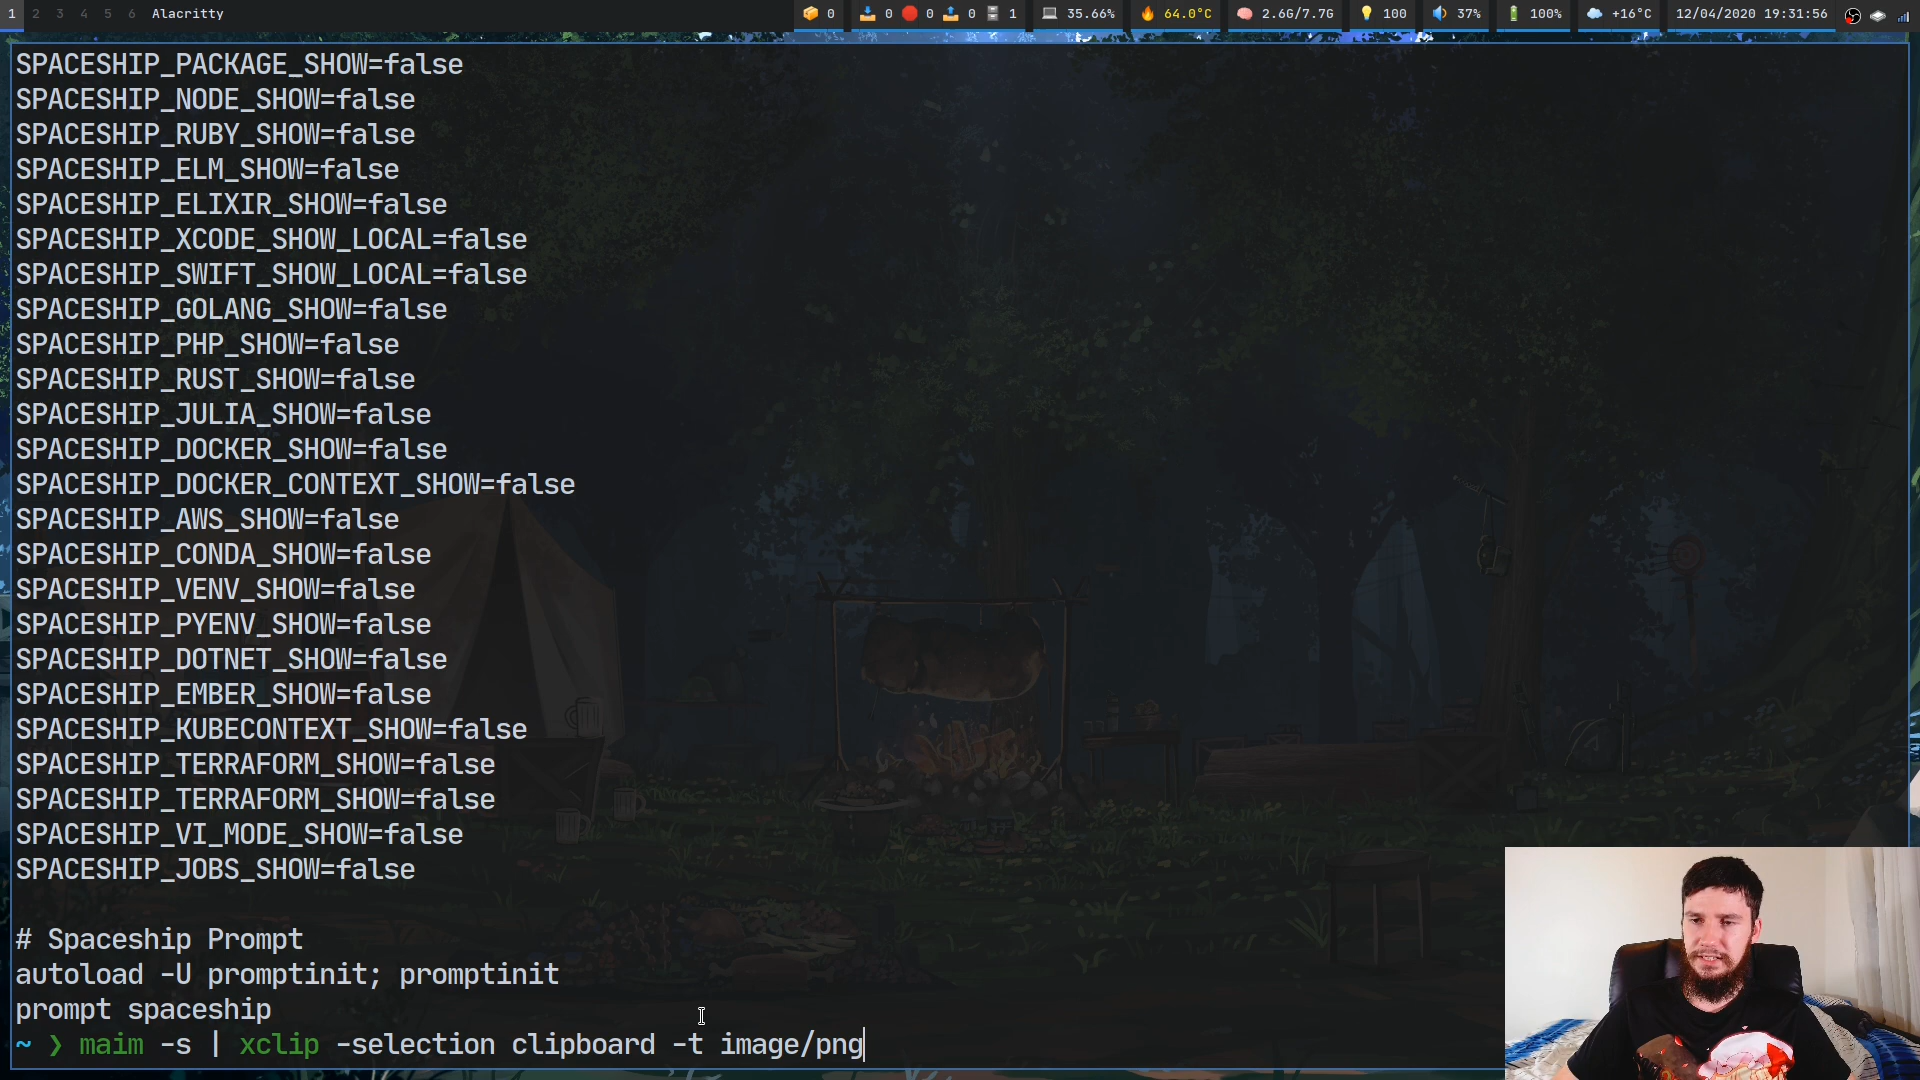 1 2 3 4 5 6 Alacritty 0 0 0 0 1 35.66% 64.0°C 2.6G/7.7G 100 37% 100% +16°C 12/04/2020 19:31:56
SPACESHIP_PACKAGE_SHOW=false
SPACESHIP_NODE_SHOW=false
SPACESHIP_RUBY_SHOW=false
SPACESHIP_ELM_SHOW=false
SPACESHIP_ELIXIR_SHOW=false
SPACESHIP_XCODE_SHOW_LOCAL=false
SPACESHIP_SWIFT_SHOW_LOCAL=false
SPACESHIP_GOLANG_SHOW=false
SPACESHIP_PHP_SHOW=false
SPACESHIP_RUST_SHOW=false
SPACESHIP_JULIA_SHOW=false
SPACESHIP_DOCKER_SHOW=false
SPACESHIP_DOCKER_CONTEXT_SHOW=false
SPACESHIP_AWS_SHOW=false
SPACESHIP_CONDA_SHOW=false
SPACESHIP_VENV_SHOW=false
SPACESHIP_PYENV_SHOW=false
SPACESHIP_DOTNET_SHOW=false
SPACESHIP_EMBER_SHOW=false
SPACESHIP_KUBECONTEXT_SHOW=false
SPACESHIP_TERRAFORM_SHOW=false
SPACESHIP_TERRAFORM_SHOW=false
SPACESHIP_VI_MODE_SHOW=false
SPACESHIP_JOBS_SHOW=false
# Spaceship Prompt
autoload -U promptinit; promptinit
prompt spaceship
~ ❯ maim -s | xclip -selection clipboard -t image/png